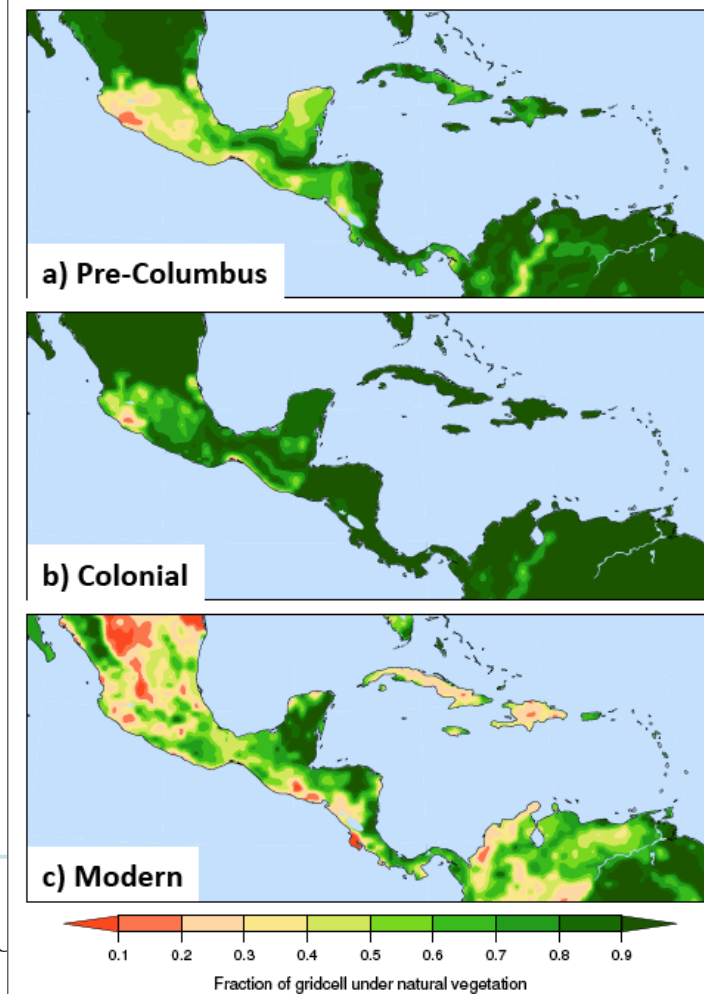 a) Pre-Columbus
b) Colonial
c) Modern
0.1 0.2 0.3 0.4 0.5 0.6 0.7 0.8 0.9
Fraction of gridcell under natural vegetation